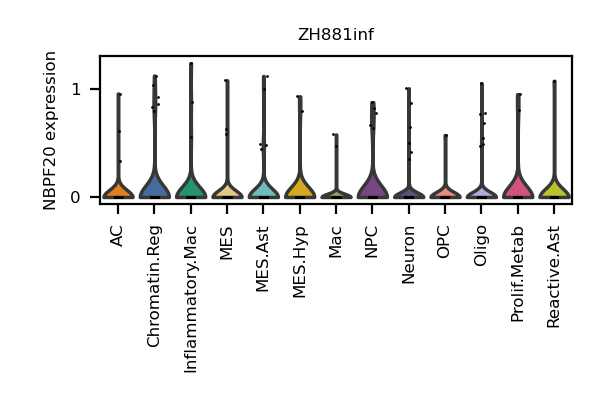 ZH881inf
NBPF20 expression
1
0
AC
Chromatin.Reg
Inflammatory.Mac
MES
MES.Ast
MES.Hyp
Mac
NPC
Neuron
OPC
Oligo
Prolif.Metab
Reactive.Ast